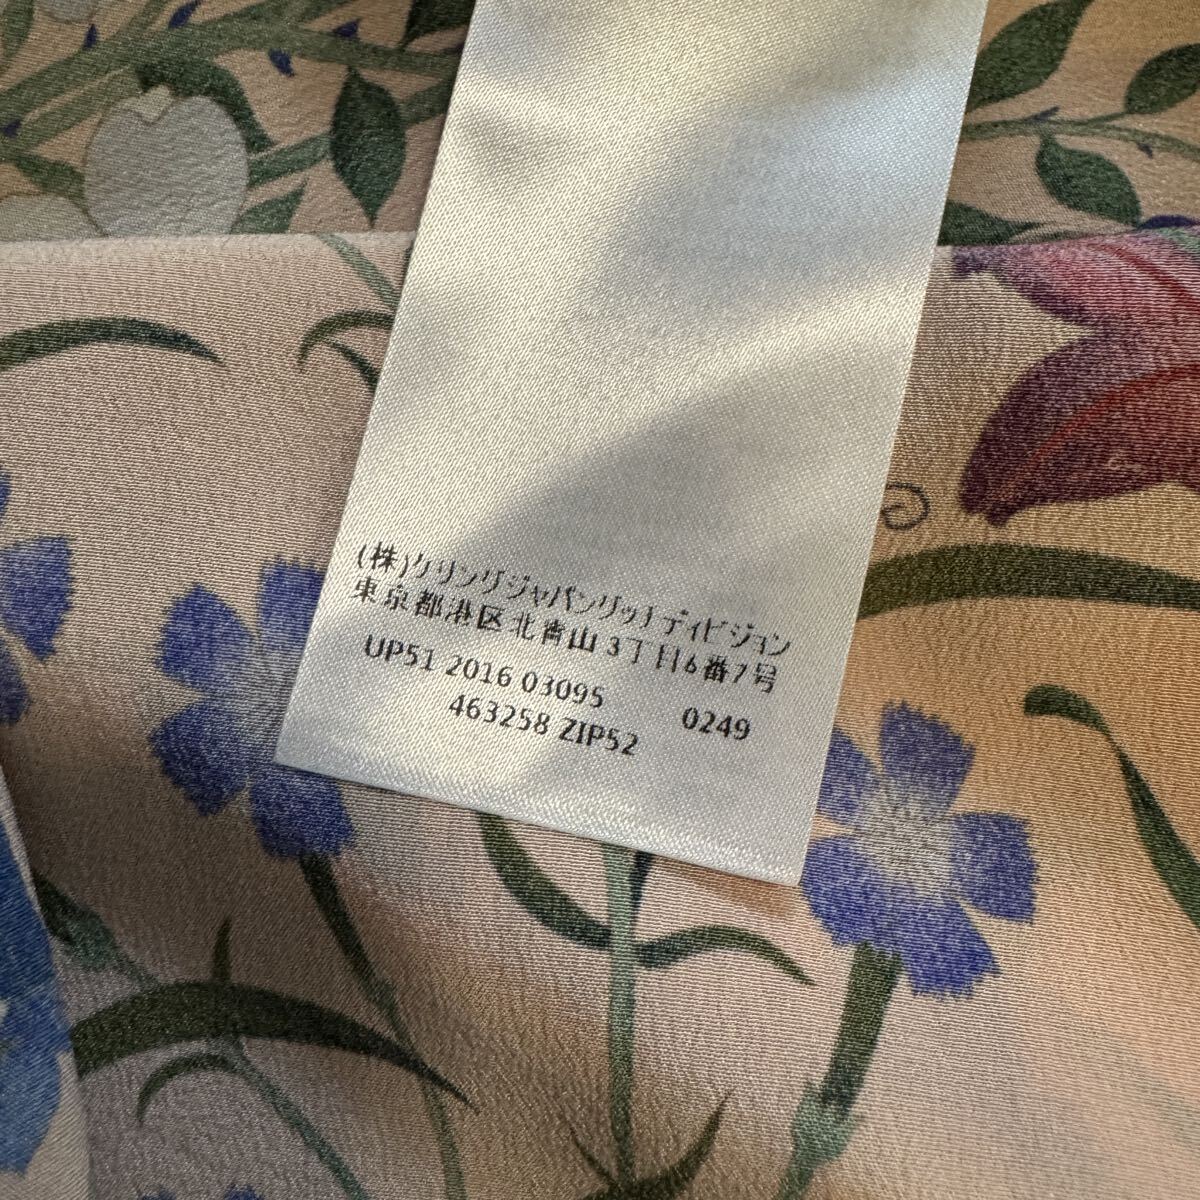 (株)ケリングジャパングッチディビジョン
東京都港区北青山3丁目6番7号
UP51 2016 03095 0249
463258 ZIP52